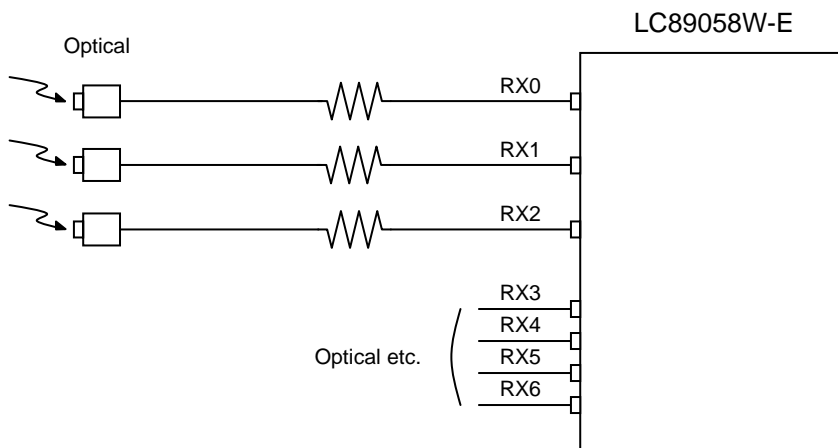 LC89058W-E
Optical
RX0
RX1
RX2
RX3
RX4
Optical etc.
RX5
RX6